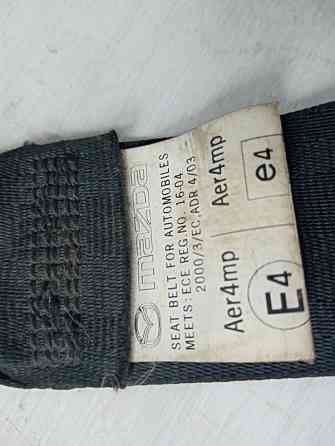 mazda
SEAT BELT FOR AUTOMOBILES
MEETS: ECE REG.NO. 16-04
2000/3/EC,ADR 4/03
Aer4mp Aer4mp
E4 e4